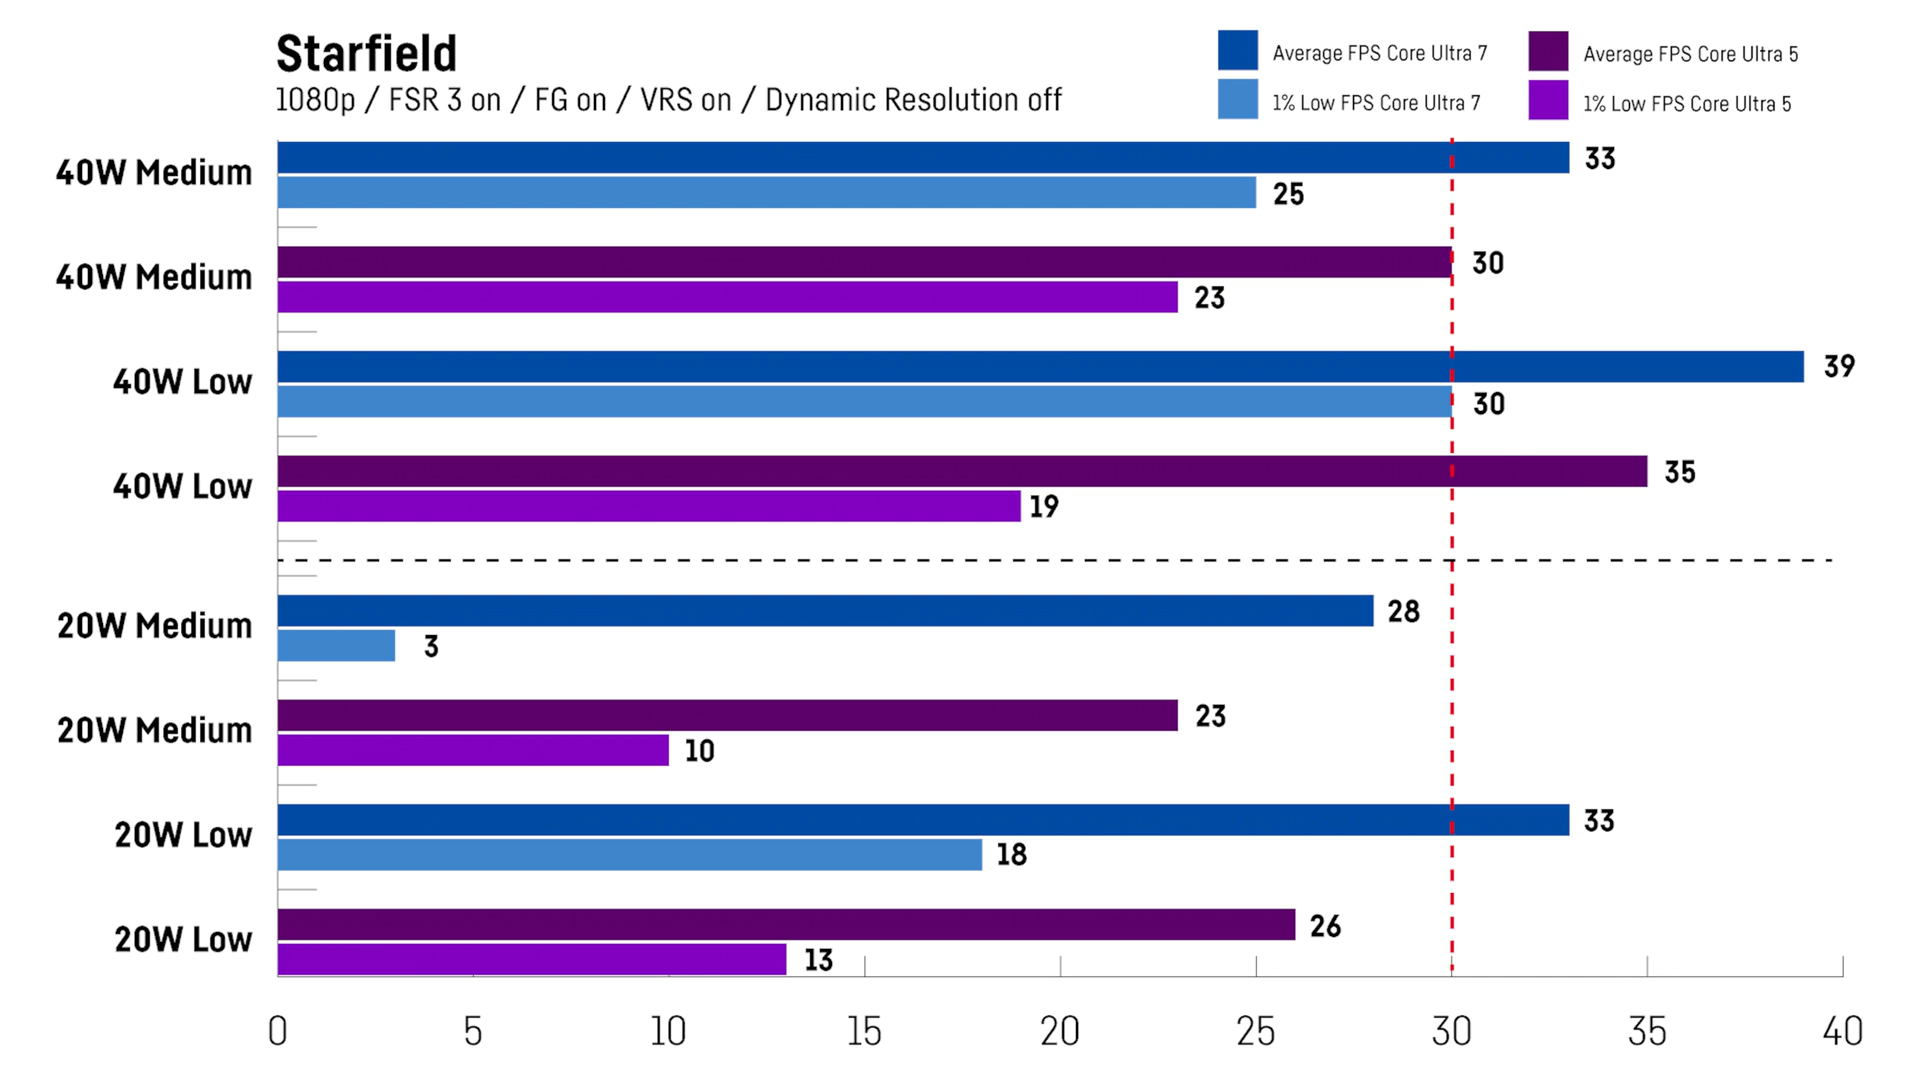 Starfield
1080p / FSR 3 on / FG on / VRS on / Dynamic Resolution off
Average FPS Core Ultra 7
Average FPS Core Ultra 5
1% Low FPS Core Ultra 7
1% Low FPS Core Ultra 5
40W Medium
33
25
40W Medium
30
23
40W Low
39
30
40W Low
35
19
20W Medium
28
3
20W Medium
23
10
20W Low
33
18
20W Low
26
13
0 5 10 15 20 25 30 35 40